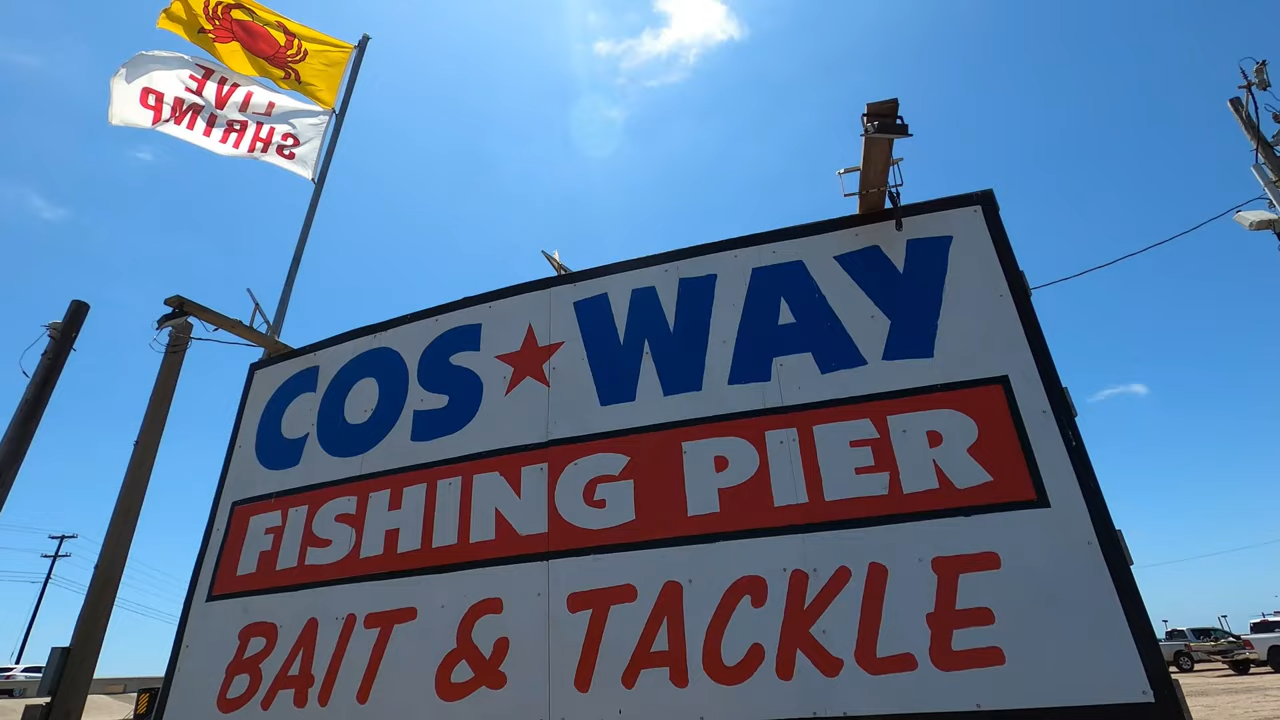 LIVE
SHRIMP
COS★WAY
FISHING PIER
BAIT & TACKLE